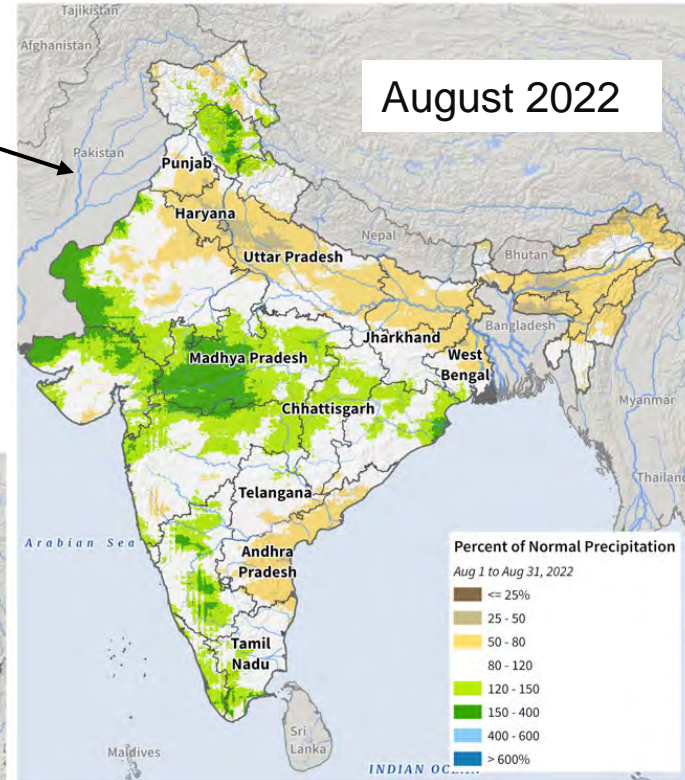 Tajikistan
Afghanistan
August 2022
Pakistan
Punjab
Haryana
Nepal
Bhutan
Uttar Pradesh
Bangladesh
Jharkhand
Madhya Pradesh
West
Bengal
Myanmar
Chhattisgarh
Thailand
Telangana
Arabian Sea
Andhra
Pradesh
Tamil
Nadu
Sri
Lanka
Maldives
INDIAN
Percent of Normal Precipitation
Aug 1 to Aug 31, 2022
<= 25%
25 - 50
50 - 80
80 - 120
120 - 150
150 - 400
400 - 600
> 600%